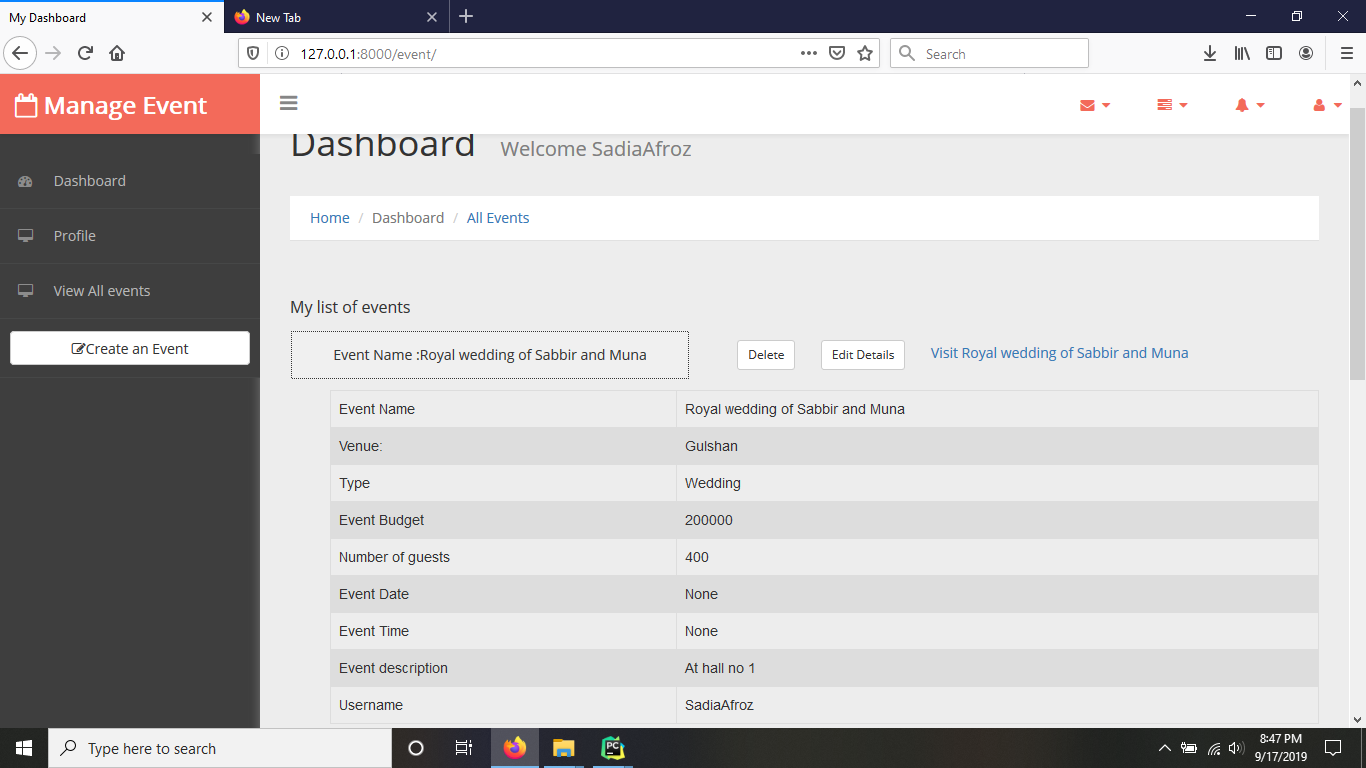 My Dashboard
New Tab
127.0.0.1:8000/event/
Search
Manage Event
Dashboard Welcome SadiaAfroz
Dashboard
Profile
View All events
Create an Event
Home / Dashboard / All Events
My list of events
Event Name :Royal wedding of Sabbir and Muna
Delete
Edit Details
Visit Royal wedding of Sabbir and Muna
Event Name Royal wedding of Sabbir and Muna
Venue: Gulshan
Type Wedding
Event Budget 200000
Number of guests 400
Event Date None
Event Time None
Event description At hall no 1
Username SadiaAfroz
Type here to search
PC
8:47 PM
9/17/2019